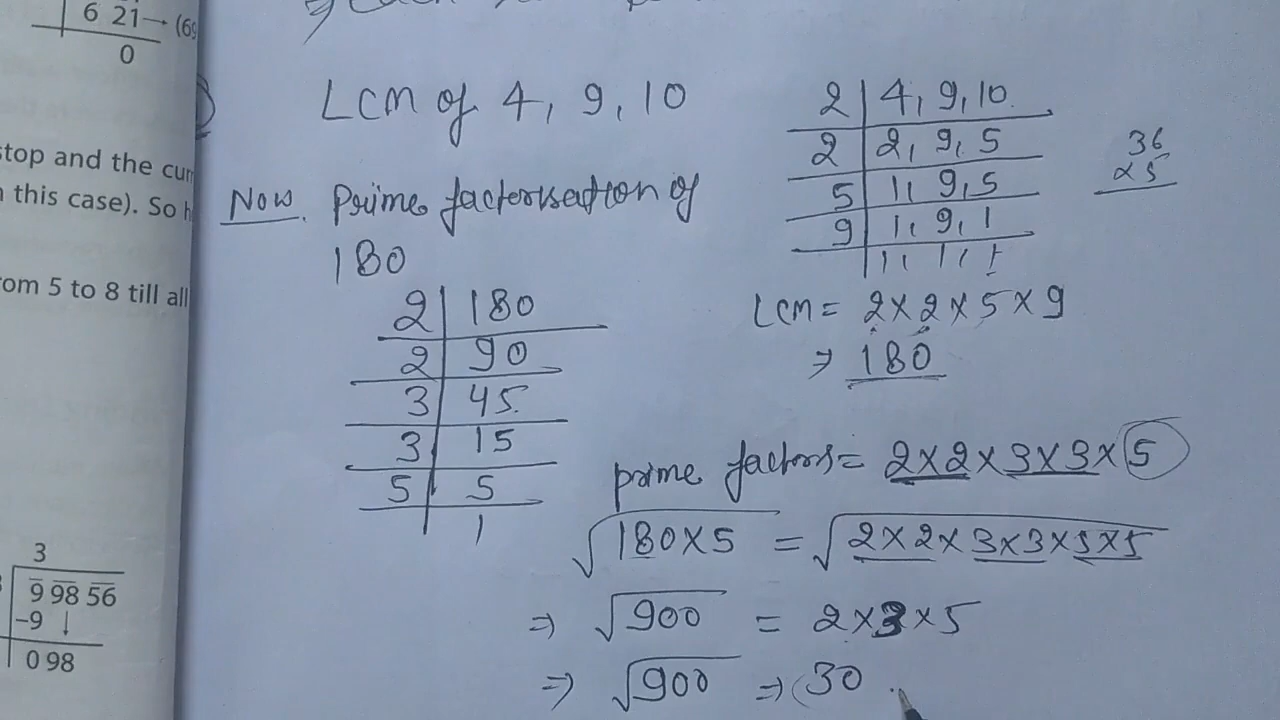 6 21→ (69
0
stop and the cur
this case). So h
rom 5 to 8 till all
3
9 98 56
-9 ↓
0 98
LCM of 4, 9, 10
Now. Prime factorisation of
180
2 | 180
2 | 90
3 | 45
3 | 15
5 | 5
1
2 | 4, 9, 10
2 | 2, 9, 5
5 | 1, 9, 5
9 | 1, 9, 1
1, 1, 1
36
×5
LCM = 2×2×5×9
⇒ 180
prime factors = 2×2×3×3×5
√180×5 = √2×2×3×3×5×5
⇒ √900 = 2×3×5
⇒ √900 ⇒ 30